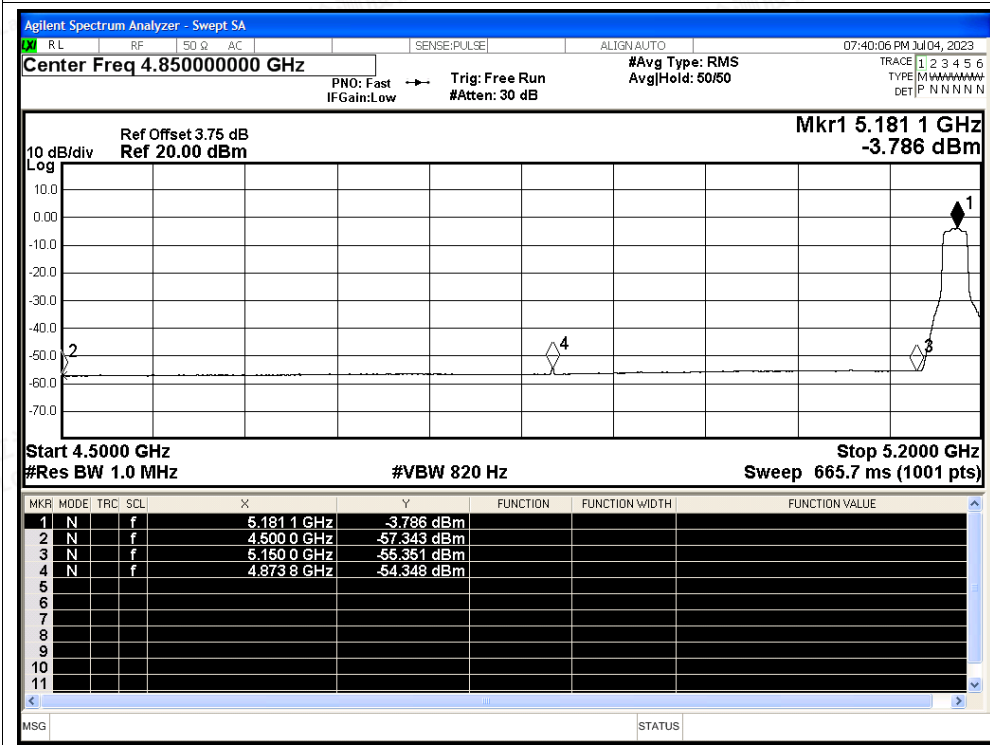 Agilent Spectrum Analyzer - Swept SA
LXI RL RF 50 Ω AC SENSE:PULSE ALIGN AUTO 07:40:06 PM Jul 04, 2023
Center Freq 4.850000000 GHz #Avg Type: RMS TRACE 1 2 3 4 5 6
PNO: Fast Trig: Free Run Avg|Hold: 50/50 TYPE M
IFGain:Low #Atten: 30 dB DET P N N N N N
Mkr1 5.181 1 GHz
Ref Offset 3.75 dB
10 dB/div Ref 20.00 dBm -3.786 dBm
Log
10.0
0.00
1
-10.0
-20.0
-30.0
-40.0
-50.0 2 4 3
-60.0
-70.0
Start 4.5000 GHz Stop 5.2000 GHz
#Res BW 1.0 MHz #VBW 820 Hz Sweep 665.7 ms (1001 pts)
MKR MODE TRC SCL X Y FUNCTION FUNCTION WIDTH FUNCTION VALUE
1 N f 5.181 1 GHz -3.786 dBm
2 N f 4.500 0 GHz -57.343 dBm
3 N f 5.150 0 GHz -55.351 dBm
4 N f 4.873 8 GHz -54.348 dBm
5
6
7
8
9
10
11
MSG STATUS